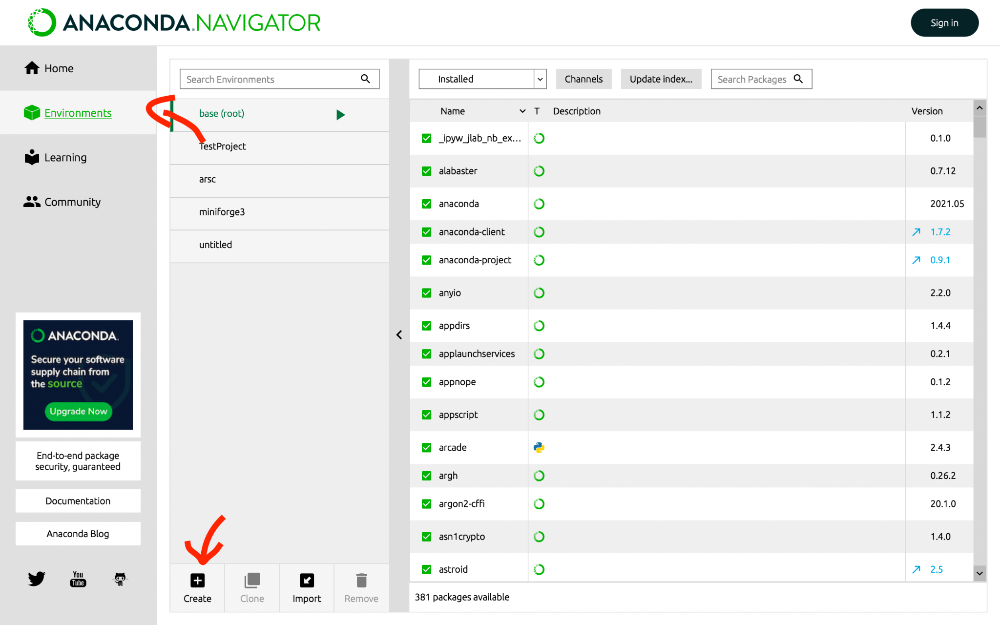 ANACONDA.NAVIGATOR
Sign in
Home
Environments
Learning
Community
ANACONDA.
Secure your software
supply chain from
the source
Upgrade Now
End-to-end package
security, guaranteed
Documentation
Anaconda Blog
You
Tube
Search Environments
base (root)
TestProject
arsc
miniforge3
untitled
Create
Clone
Import
Remove
Installed
Channels
Update index...
Search Packages
Name T Description Version
_ipyw_jlab_nb_ex... 0.1.0
alabaster 0.7.12
anaconda 2021.05
anaconda-client 1.7.2
anaconda-project 0.9.1
anyio 2.2.0
appdirs 1.4.4
applaunchservices 0.2.1
appnope 0.1.2
appscript 1.1.2
arcade 2.4.3
argh 0.26.2
argon2-cffi 20.1.0
asn1crypto 1.4.0
astroid 2.5
381 packages available